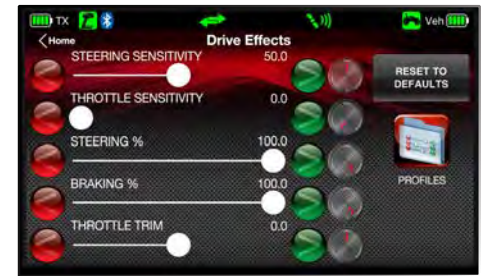 TX Veh
<Home Drive Effects
STEERING SENSITIVITY 50.0
RESET TO
DEFAULTS
THROTTLE SENSITIVITY 0.0
STEERING % 100.0
BRAKING % 100.0
PROFILES
THROTTLE TRIM 0.0